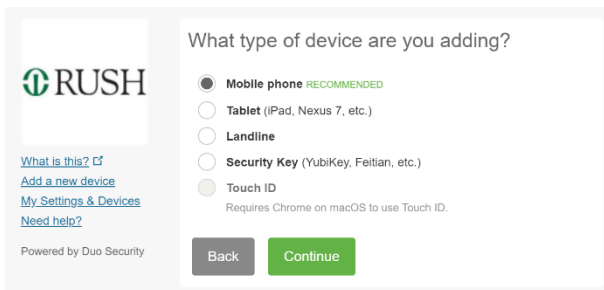 RUSH
What is this?
Add a new device
My Settings & Devices
Need help?
Powered by Duo Security
What type of device are you adding?
Mobile phone RECOMMENDED
Tablet (iPad, Nexus 7, etc.)
Landline
Security Key (YubiKey, Feitian, etc.)
Touch ID
Requires Chrome on macOS to use Touch ID.
Back
Continue